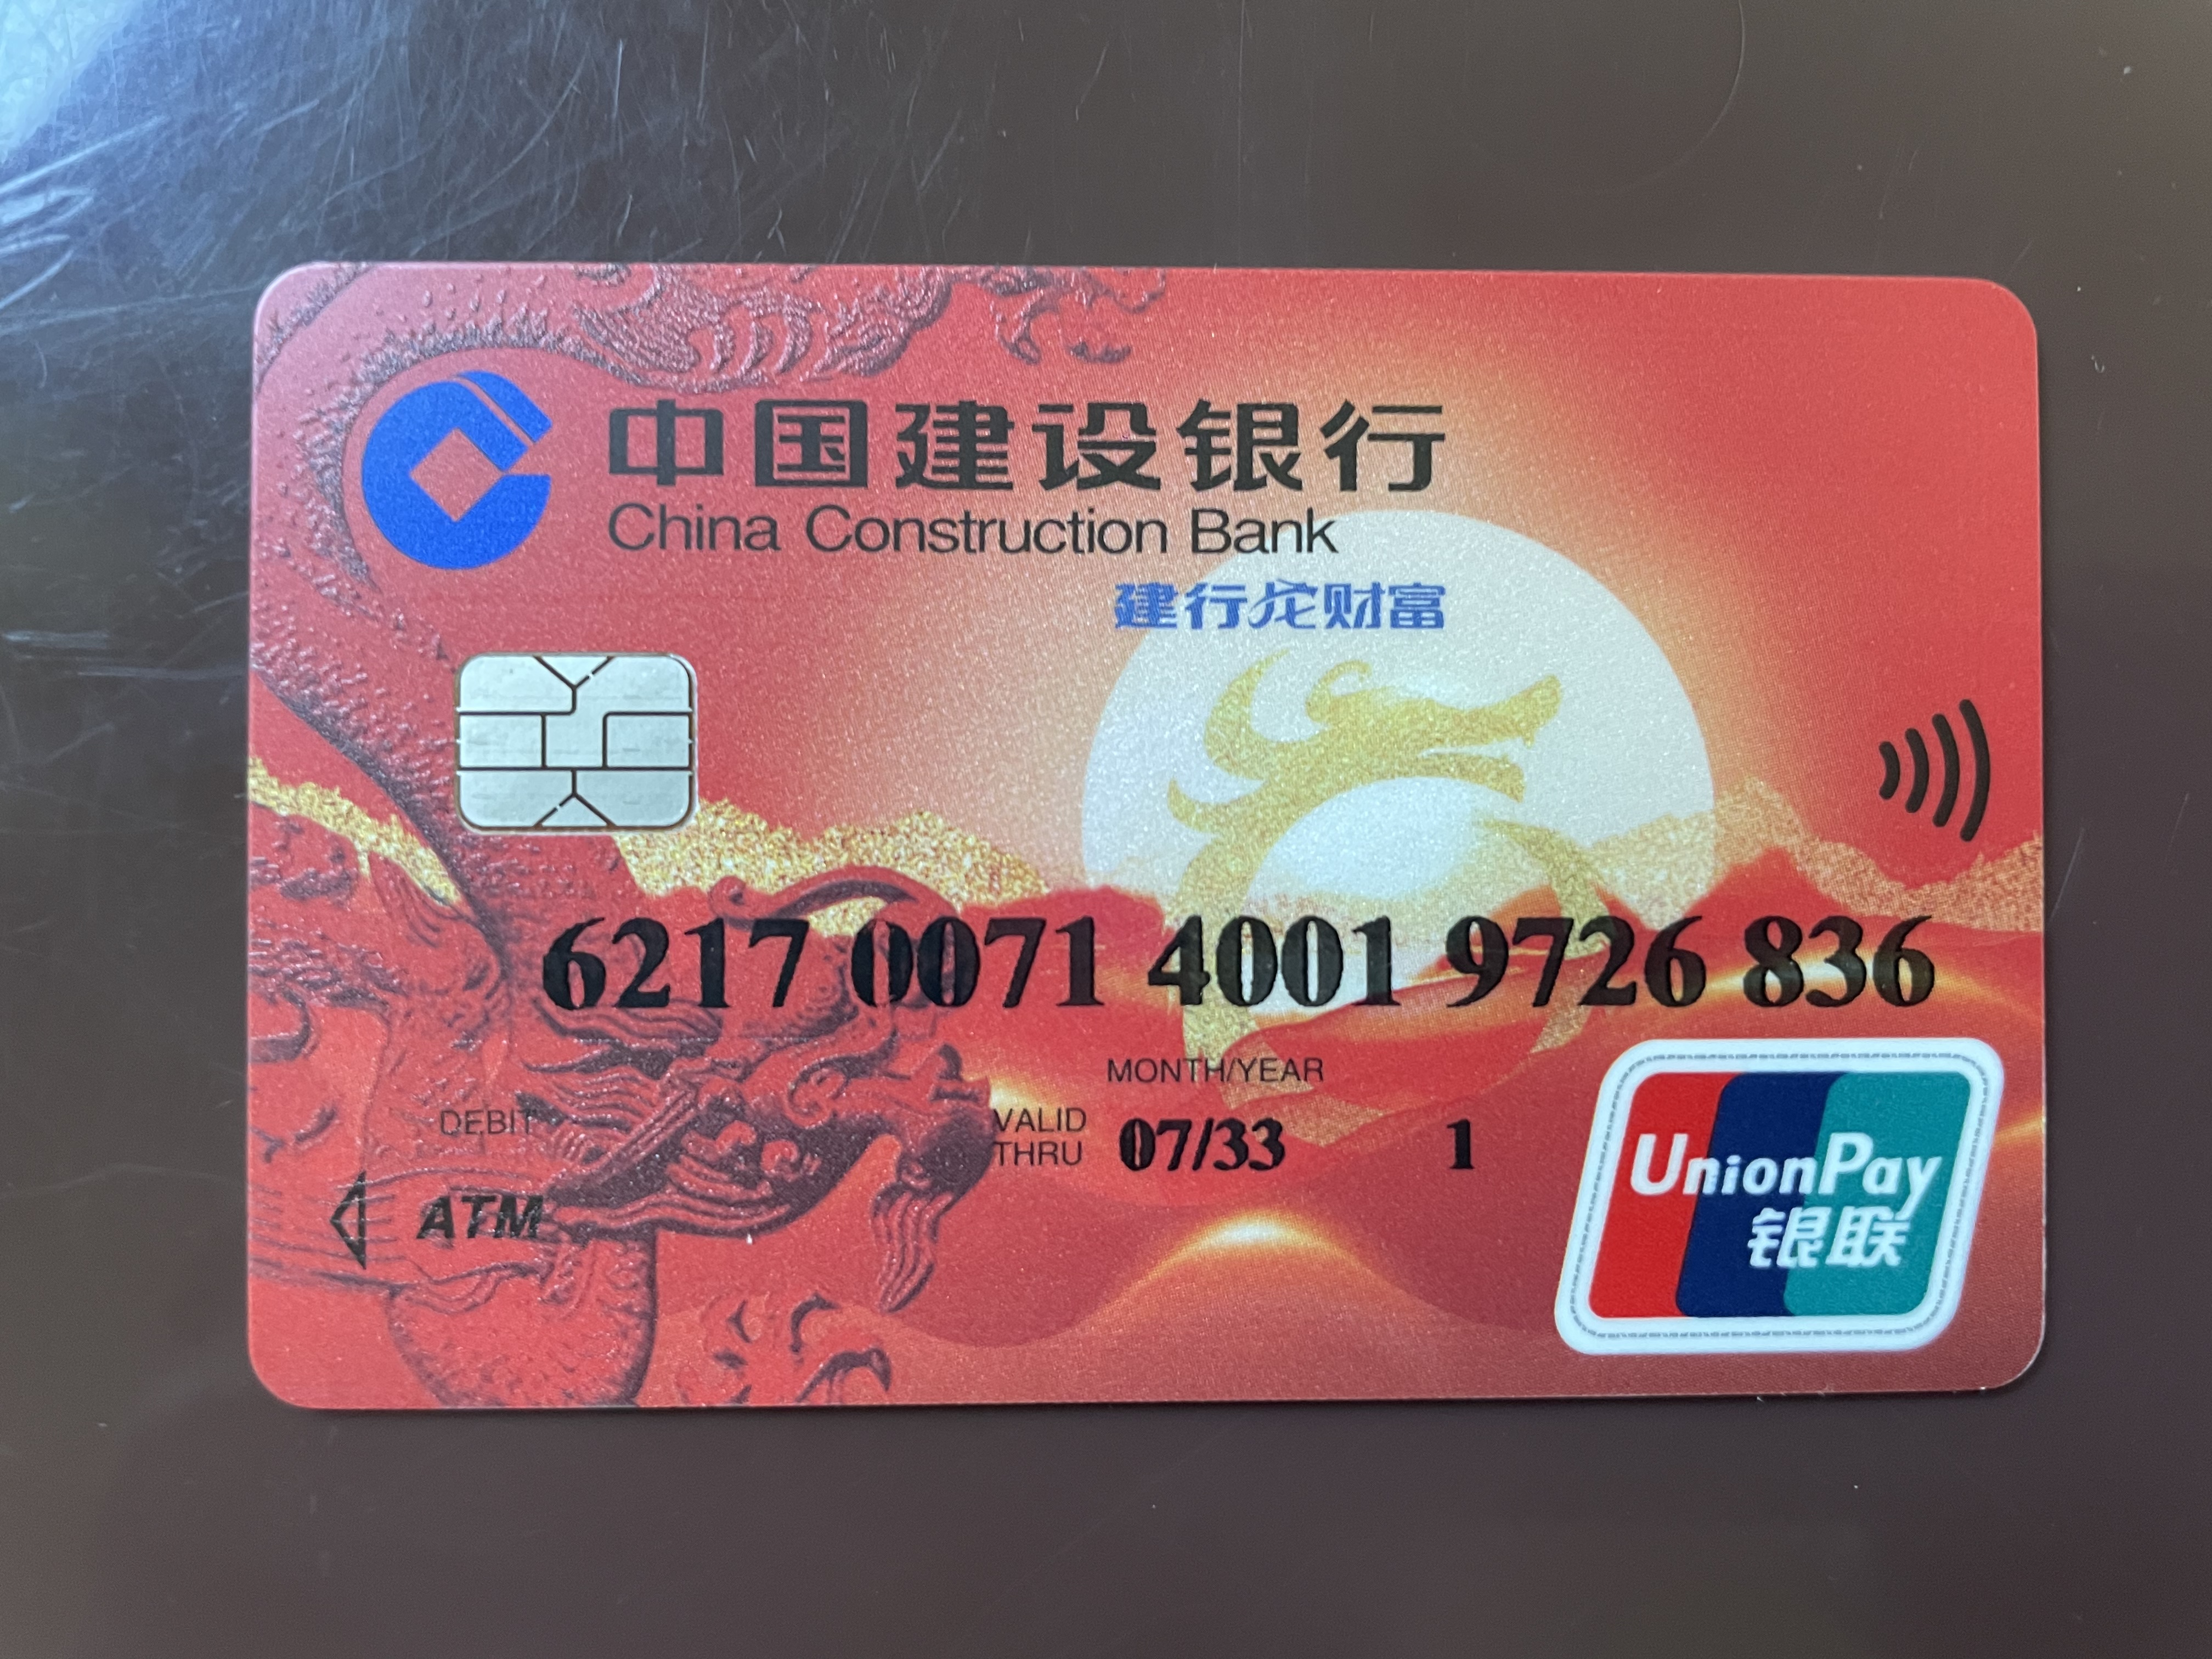 中国建设银行
China Construction Bank
建行龙财富
6217 0071 4001 9726 836
MONTH/YEAR
DEBIT
VALID THRU 07/33 1
ATM
UnionPay
银联